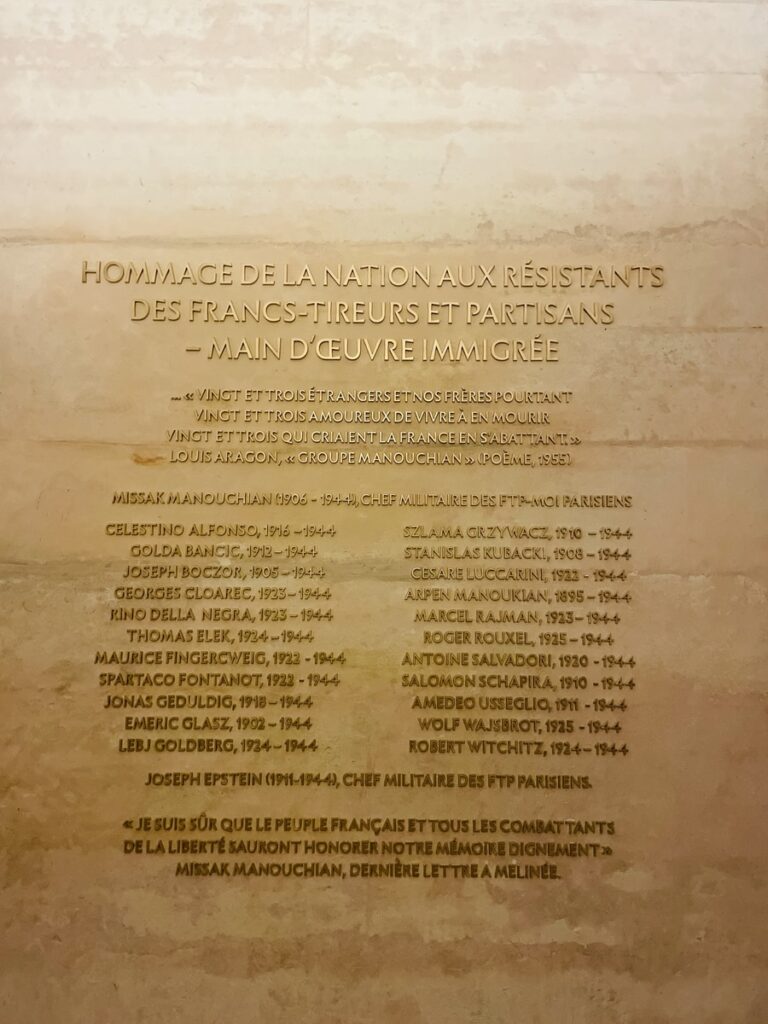 HOMMAGE DE LA NATION AUX RÉSISTANTS
DES FRANCS-TIREURS ET PARTISANS
– MAIN D'ŒUVRE IMMIGRÉE
... « VINGT ET TROIS ÉTRANGERS ET NOS FRÈRES POURTANT
VINGT ET TROIS AMOUREUX DE VIVRE À EN MOURIR
VINGT ET TROIS QUI CRIAIENT LA FRANCE EN S'ABATTANT. »
LOUIS ARAGON, « GROUPE MANOUCHIAN » (POÈME, 1955)
MISSAK MANOUCHIAN (1906 - 1944), CHEF MILITAIRE DES FTP-MOI PARISIENS
CELESTINO ALFONSO, 1916 – 1944
GOLDA BANCIC, 1912 – 1944
JOSEPH BOCZOR, 1905 – 1944
GEORGES CLOAREC, 1923 – 1944
RINO DELLA NEGRA, 1923 – 1944
THOMAS ELEK, 1924 – 1944
MAURICE FINGERCWEIG, 1922 - 1944
SPARTACO FONTANOT, 1922 - 1944
JONAS GEDULDIG, 1918 – 1944
EMERIC GLASZ, 1902 – 1944
LEBJ GOLDBERG, 1924 – 1944
SZLAMA GRZYWACZ, 1910 – 1944
STANISLAS KUBACKI, 1908 – 1944
CESARE LUCCARINI, 1922 - 1944
ARPEN MANOUKIAN, 1895 – 1944
MARCEL RAJMAN, 1923 – 1944
ROGER ROUXEL, 1925 – 1944
ANTOINE SALVADORI, 1920 - 1944
SALOMON SCHAPIRA, 1910 - 1944
AMEDEO USSEGLIO, 1911 - 1944
WOLF WAJSBROT, 1925 - 1944
ROBERT WITCHITZ, 1924 – 1944
JOSEPH EPSTEIN (1911-1944), CHEF MILITAIRE DES FTP PARISIENS.
« JE SUIS SÛR QUE LE PEUPLE FRANÇAIS ET TOUS LES COMBATTANTS
DE LA LIBERTÉ SAURONT HONORER NOTRE MÉMOIRE DIGNEMENT »
MISSAK MANOUCHIAN, DERNIÈRE LETTRE A MELINÉE.